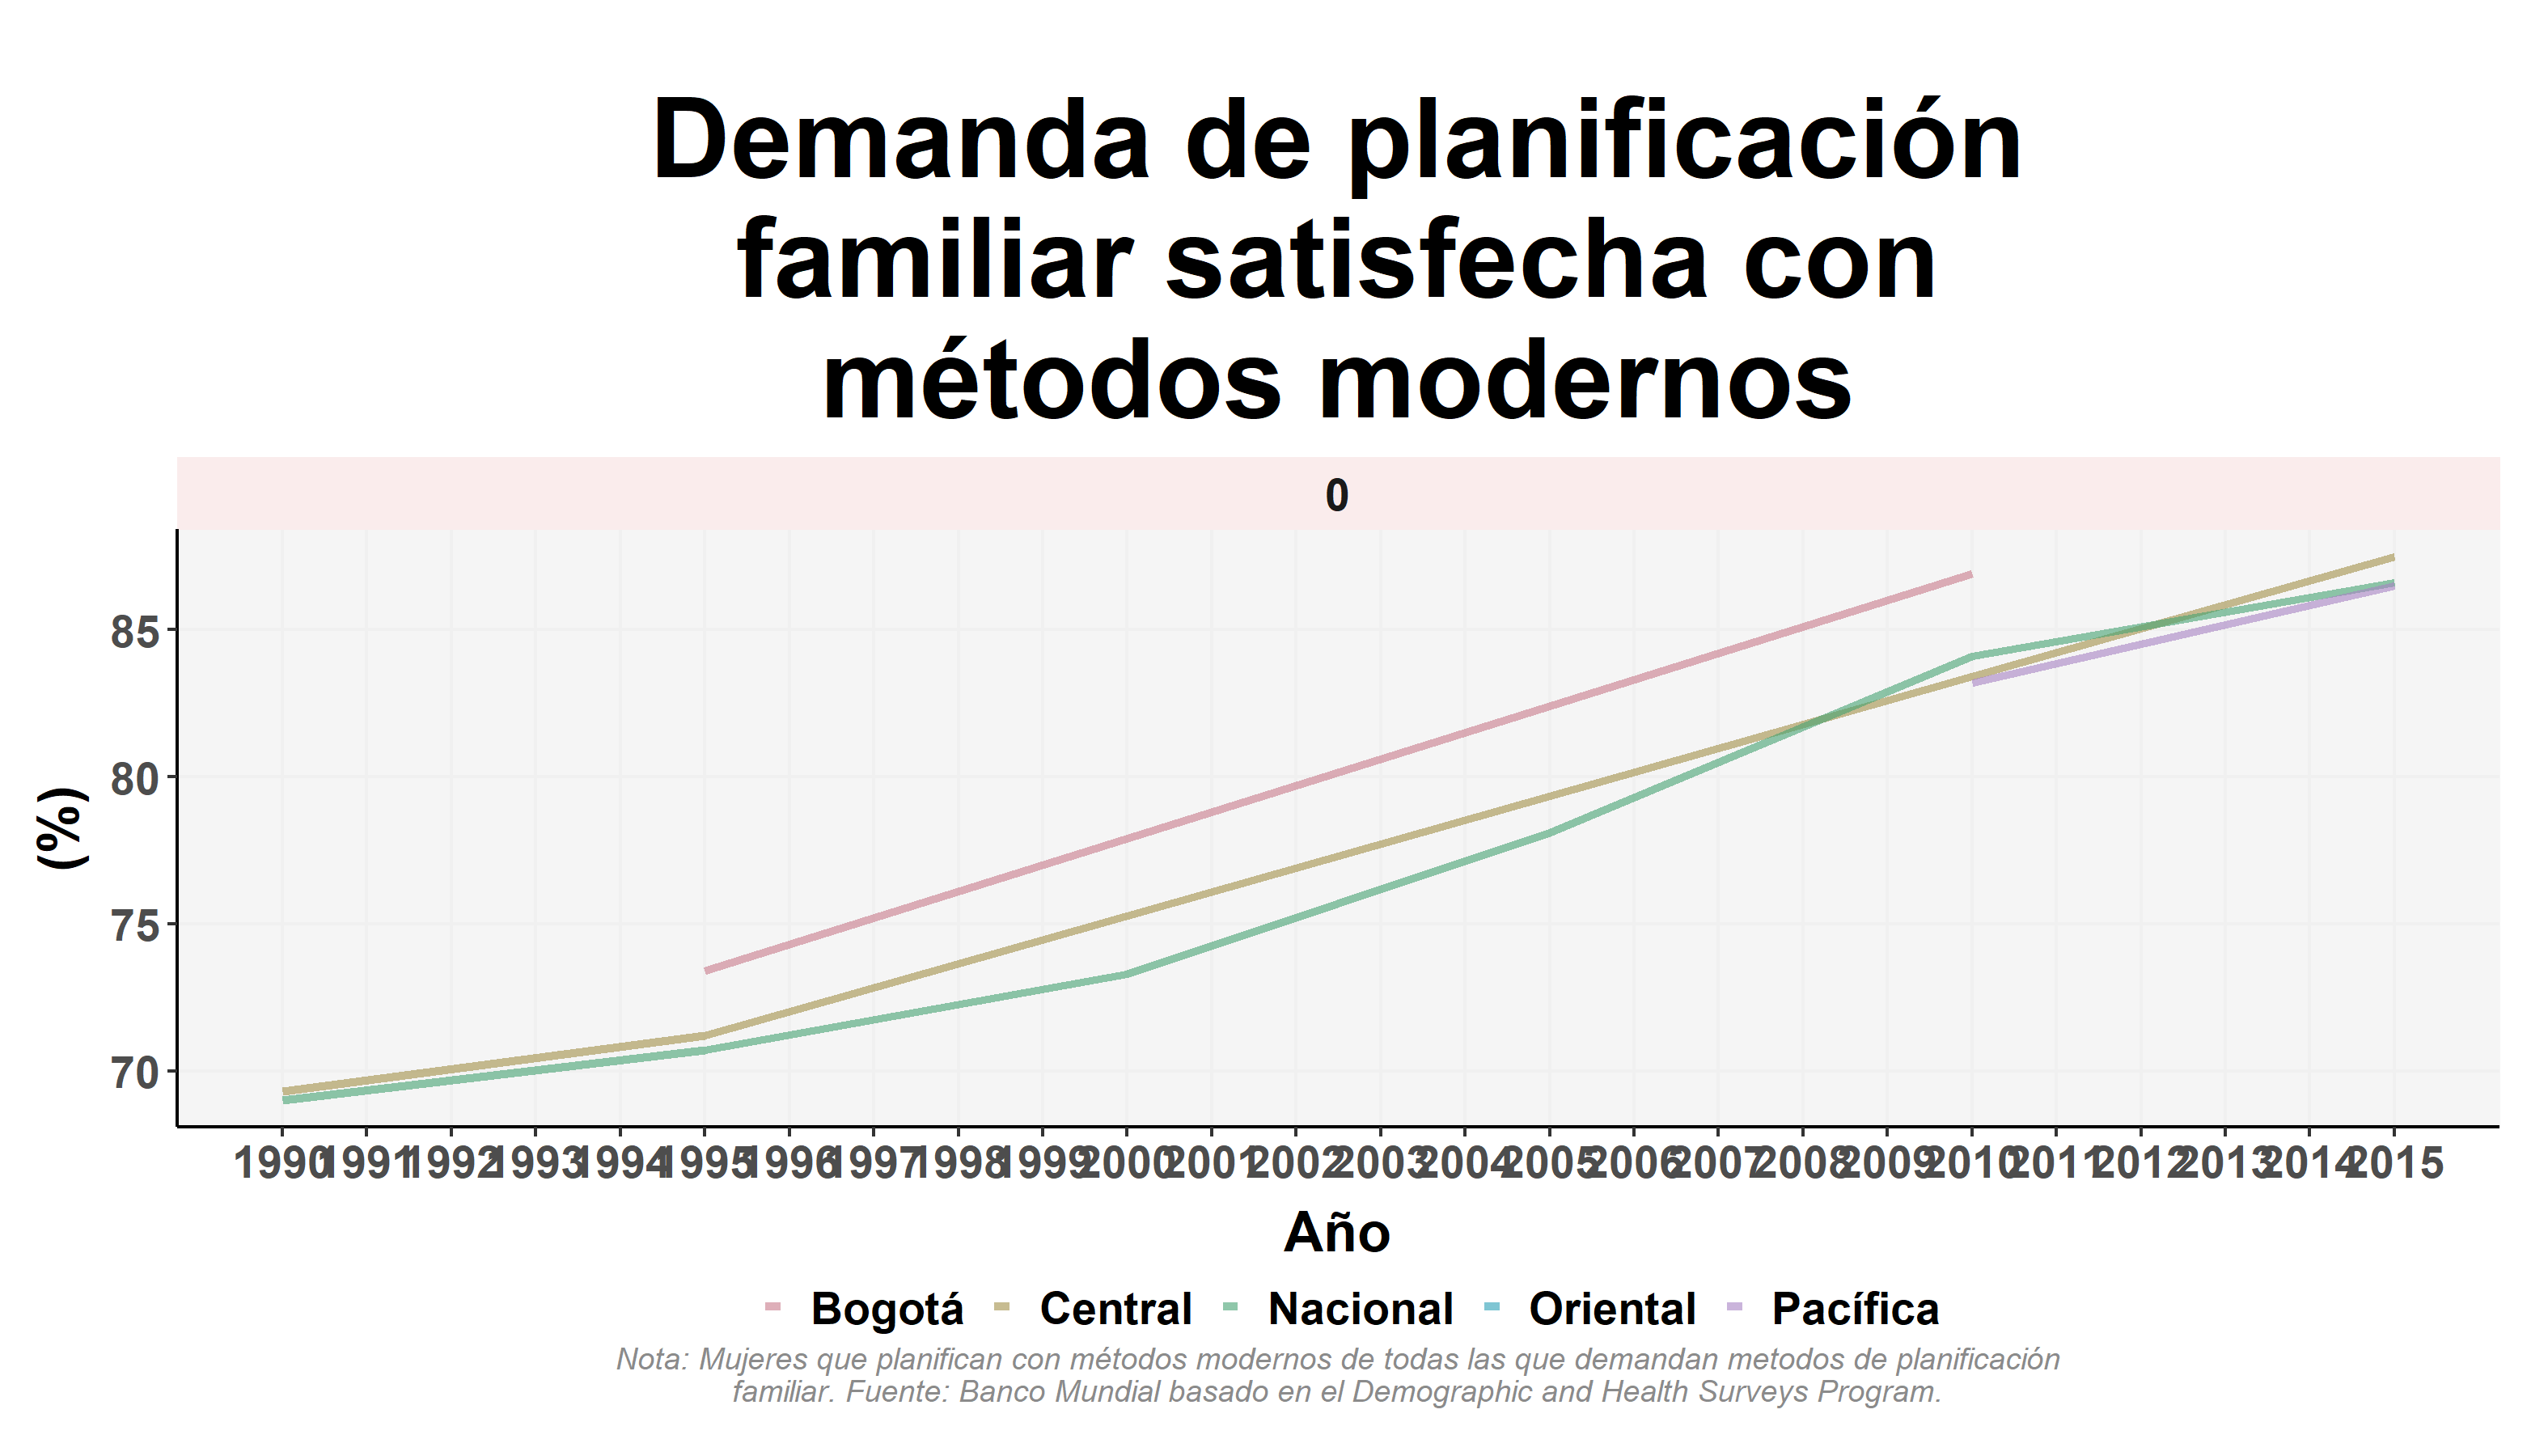 Demanda de planificación
familiar satisfecha con
métodos modernos
0
85
80
75
70
(%)
1990 1991 1992 1993 1994 1995 1996 1997 1998 1999 2000 2001 2002 2003 2004 2005 2006 2007 2008 2009 2010 2011 2012 2013 2014 2015
Año
Bogotá Central Nacional Oriental Pacífica
Nota: Mujeres que planifican con métodos modernos de todas las que demandan metodos de planificación
familiar. Fuente: Banco Mundial basado en el Demographic and Health Surveys Program.